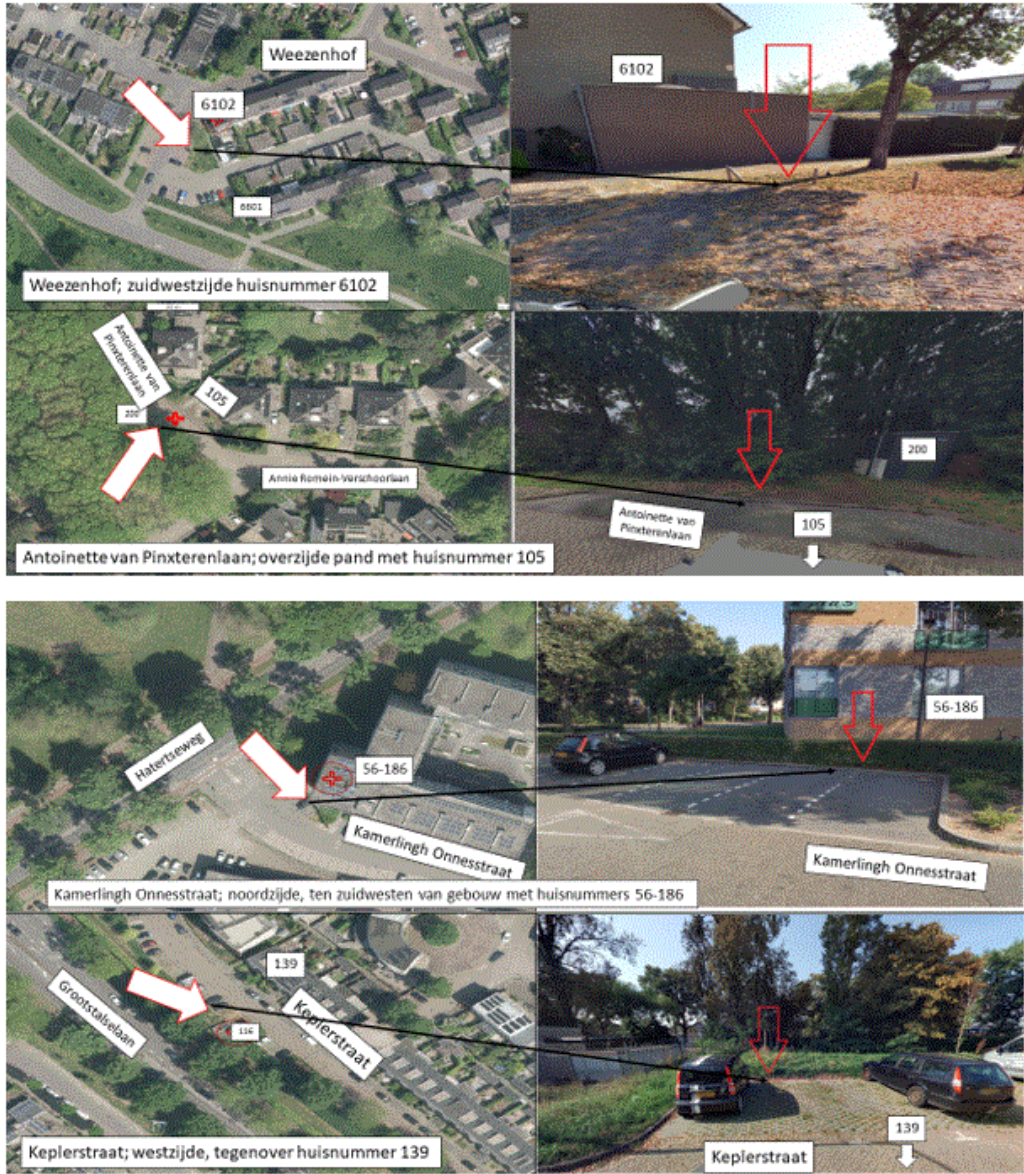 Weezenhof
6102
6102
6801
Weezenhof; zuidwestzijde huisnummer 6102
Antoinette van
Pinxterenlaan
105
200
Annie Romein-Verschoorlaan
200
Antoinette van
Pinxterenlaan
105
Antoinette van Pinxterenlaan; overzijde pand met huisnummer 105
Hatertseweg
56-186
Kamerlingh Onnesstraat
56-186
Kamerlingh Onnesstraat
Kamerlingh Onnesstraat; noordzijde, ten zuidwesten van gebouw met huisnummers 56-186
139
Grootstalselaan
Keplerstraat
116
139
Keplerstraat
Keplerstraat; westzijde, tegenover huisnummer 139